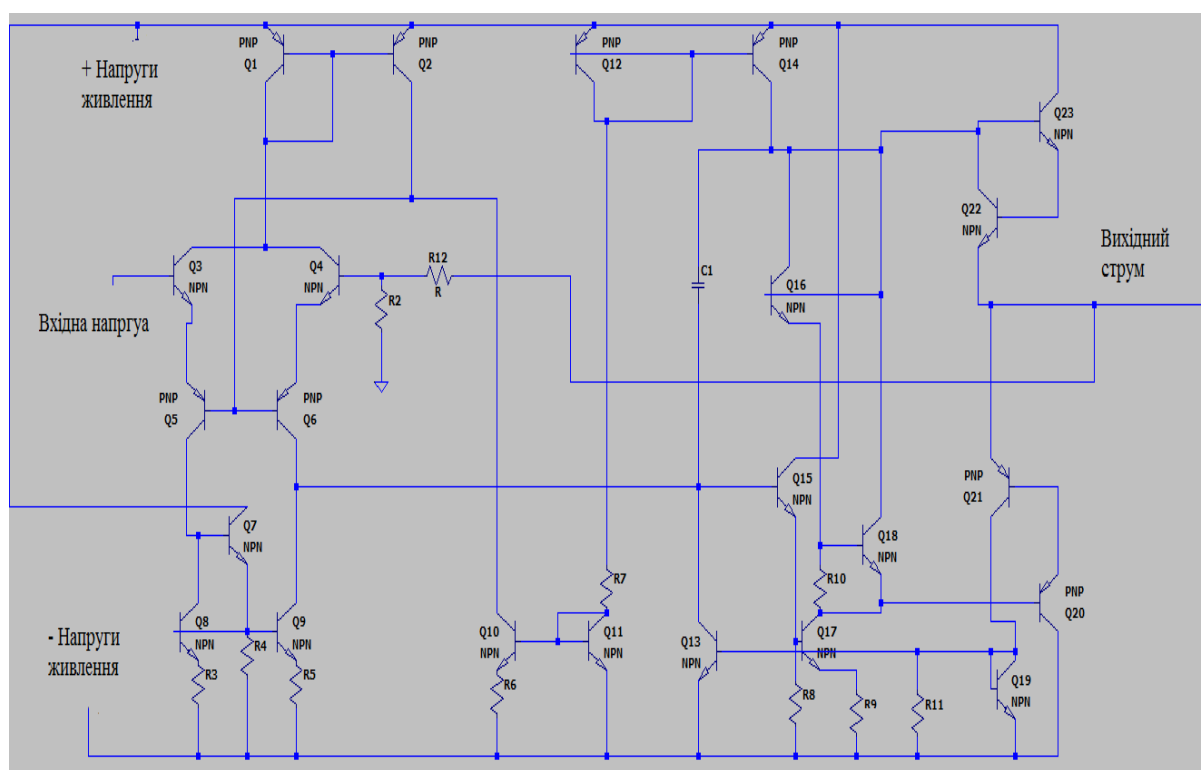 PNP
Q1
PNP
Q2
PNP
Q12
PNP
Q14
+ Напруги
живлення
Q23
NPN
Q22
NPN
Вихідний
струм
Q3
NPN
Q4
NPN
R12
R
R2
C1
Q16
NPN
Вхідна напргуа
PNP
Q5
PNP
Q6
Q15
NPN
PNP
Q21
Q7
NPN
Q18
NPN
R7
R10
PNP
Q20
- Напруги
живлення
Q8
NPN
R3
R4
Q9
NPN
R5
Q10
NPN
R6
Q11
NPN
Q13
NPN
Q17
NPN
R8
R9
R11
Q19
NPN